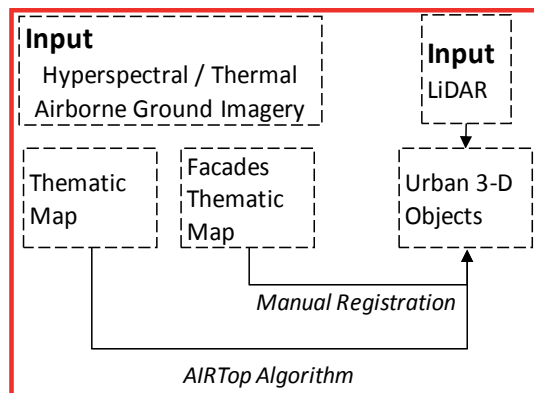 Input
Hyperspectral / Thermal
Airborne Ground Imagery
Input
LiDAR
Thematic
Map
Facades
Thematic
Map
Urban 3-D
Objects
Manual Registration
AIRTop Algorithm